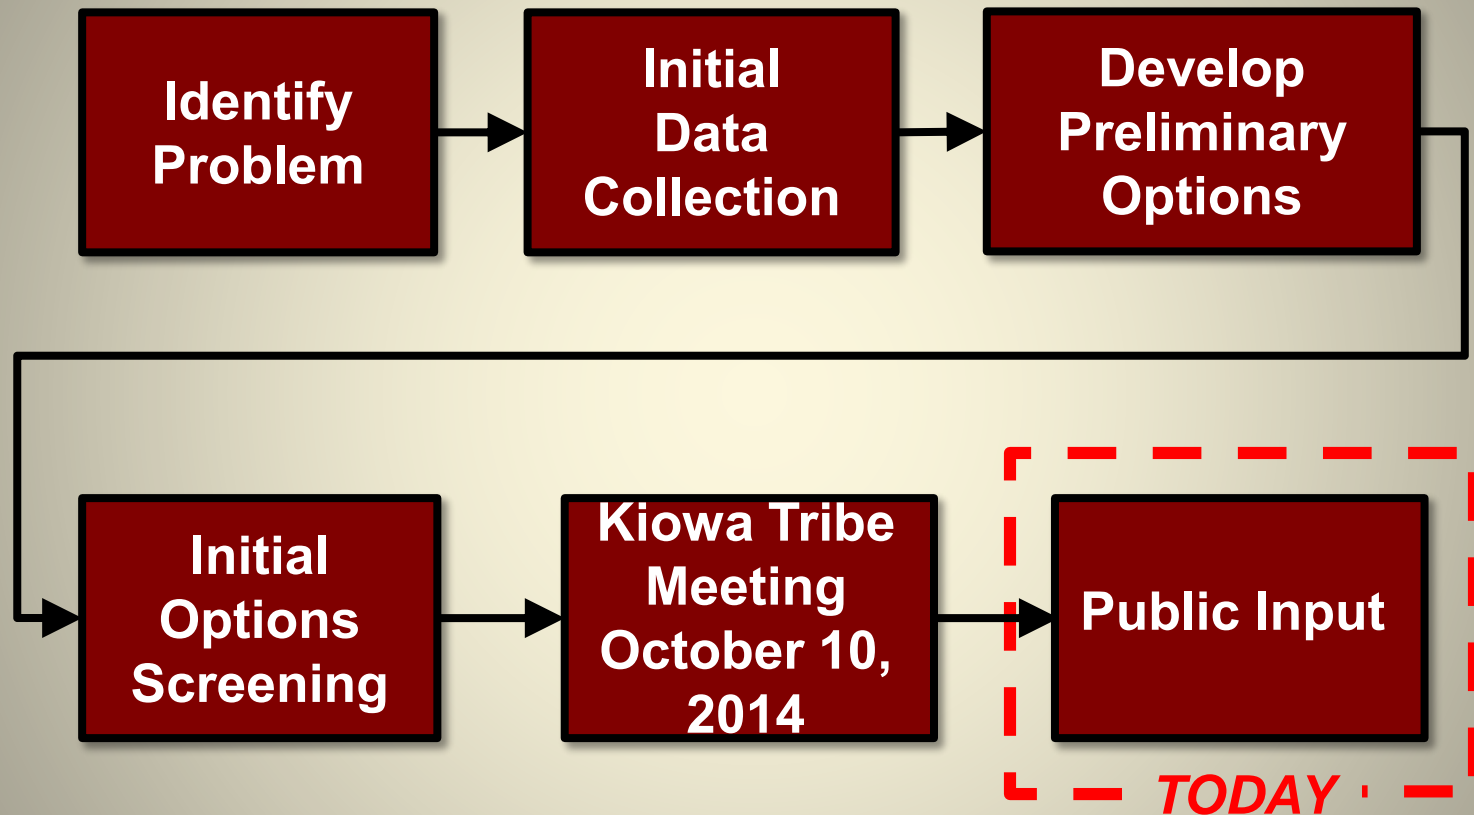 Identify
Problem
Initial
Data
Collection
Develop
Preliminary
Options
Initial
Options
Screening
Kiowa Tribe
Meeting
October 10,
2014
Public Input
TODAY